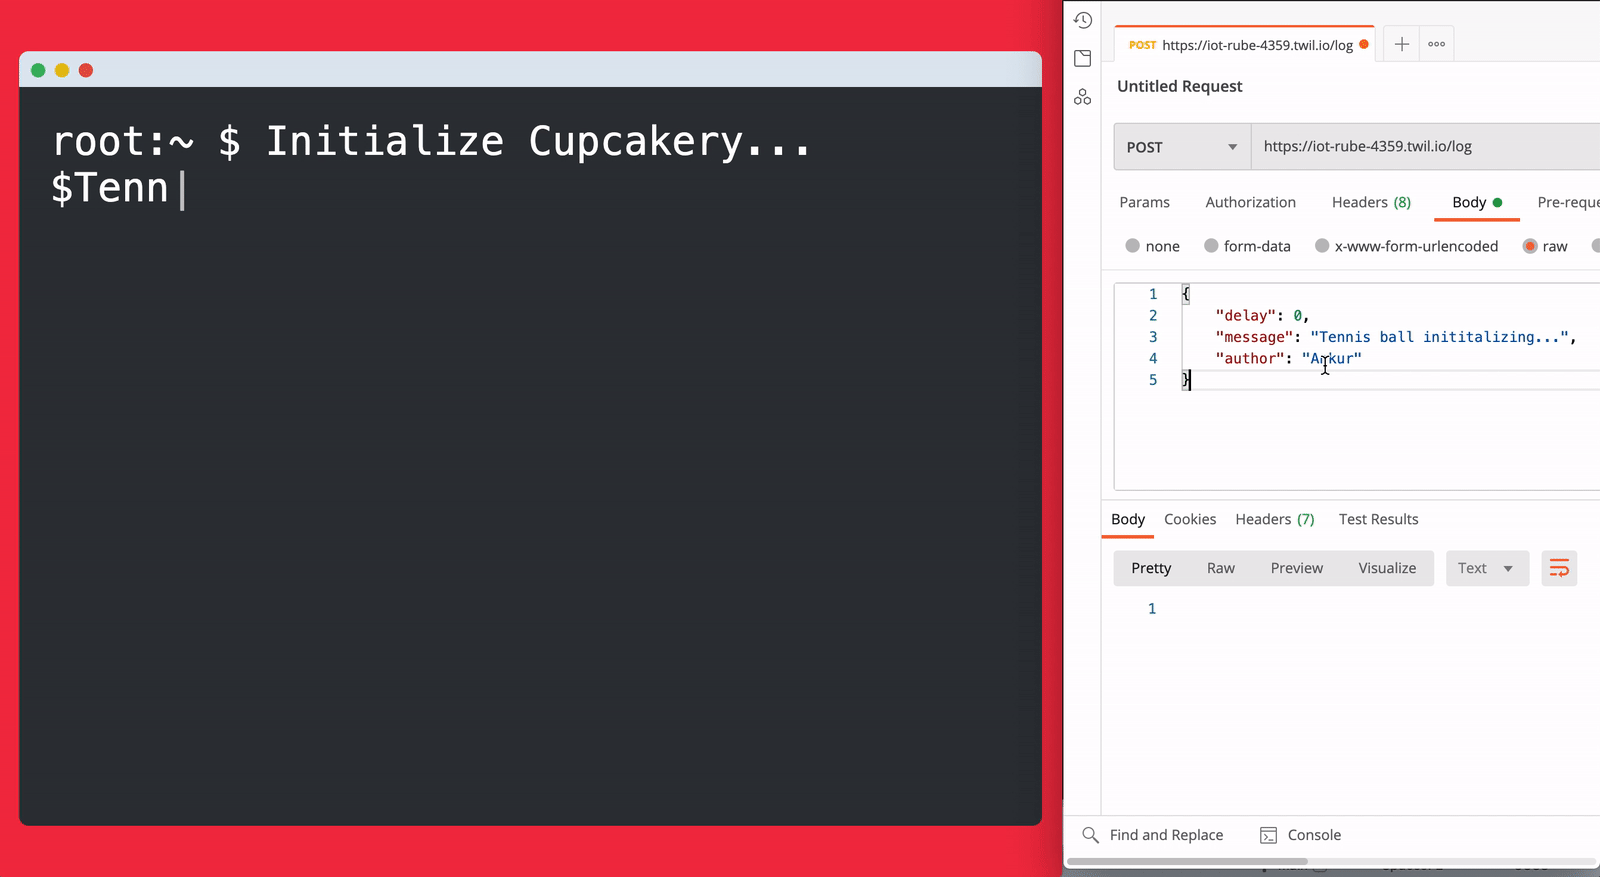 root:~ $ Initialize Cupcakery...
$Tenn
POST https://iot-rube-4359.twil.io/log
Untitled Request
POST https://iot-rube-4359.twil.io/log
Params Authorization Headers (8) Body Pre-reque
none form-data x-www-form-urlencoded raw
1 {
2 "delay": 0,
3 "message": "Tennis ball inititalizing...",
4 "author": "Ankur"
5 }
Body Cookies Headers (7) Test Results
Pretty Raw Preview Visualize Text
1
Find and Replace Console